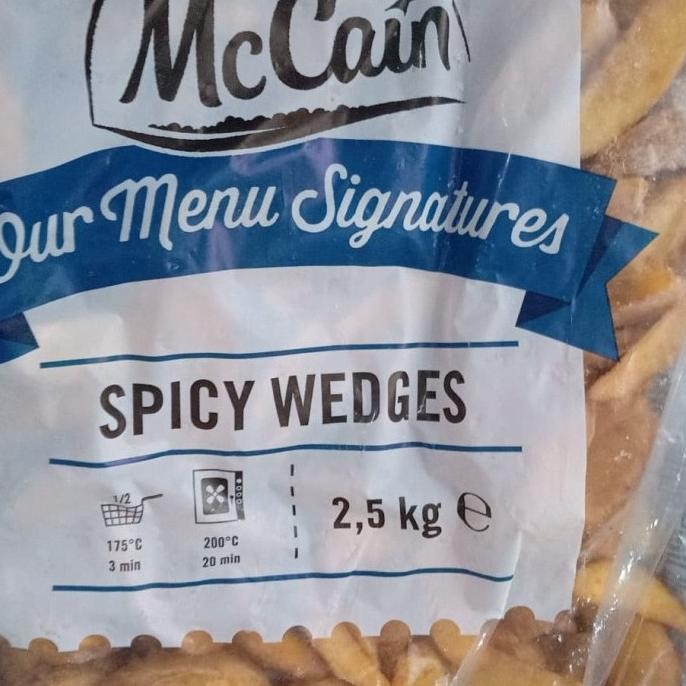 McCain
Our Menu Signatures
SPICY WEDGES
1/2
175°C
3 min
200°C
20 min
2,5 kg ℮